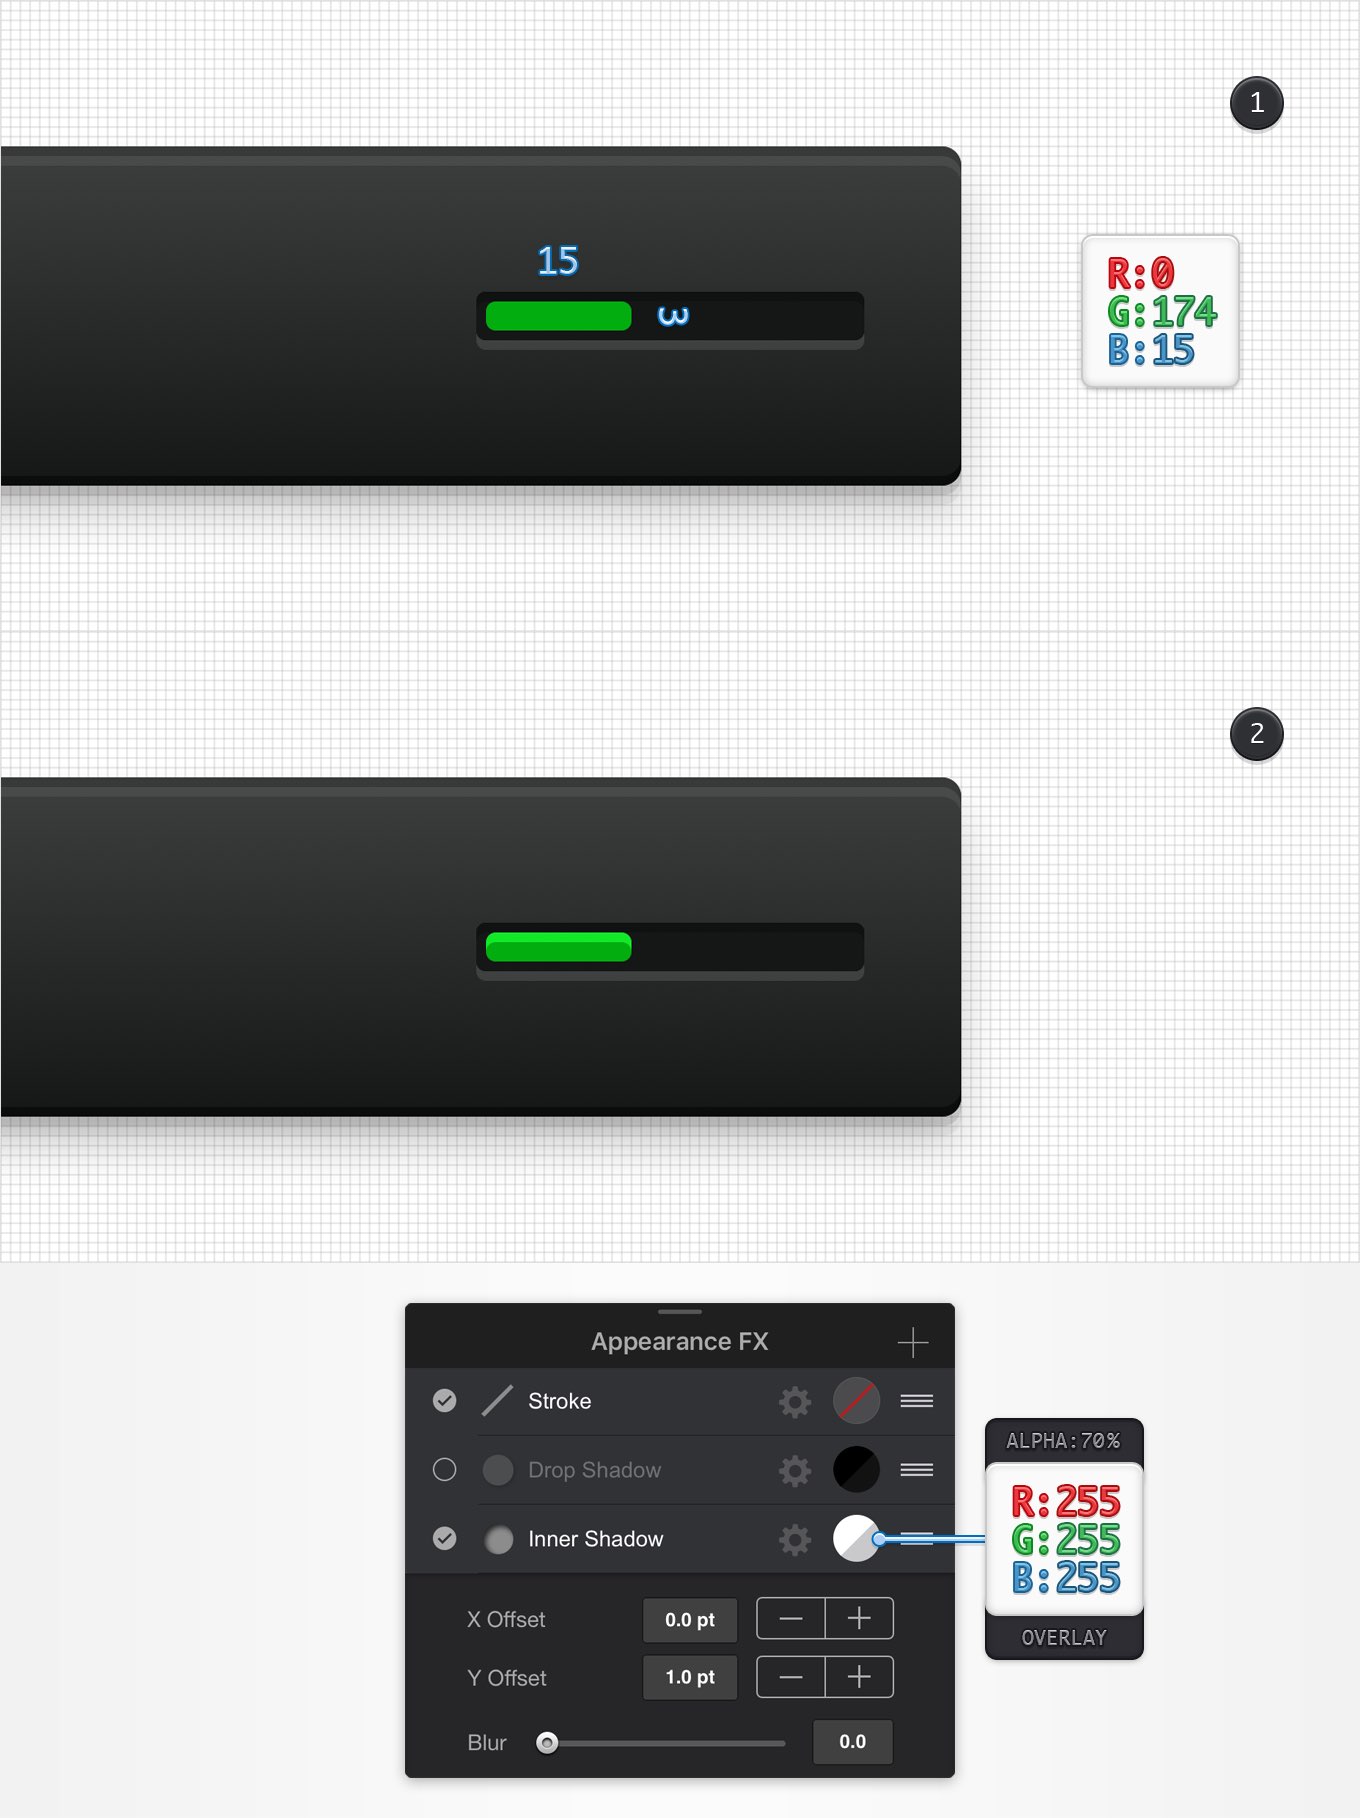 1
15
3
R:0
G:174
B:15
2
Appearance FX
Stroke
Drop Shadow
Inner Shadow
X Offset
0.0 pt
Y Offset
1.0 pt
Blur
0.0
ALPHA:70%
R:255
G:255
B:255
OVERLAY